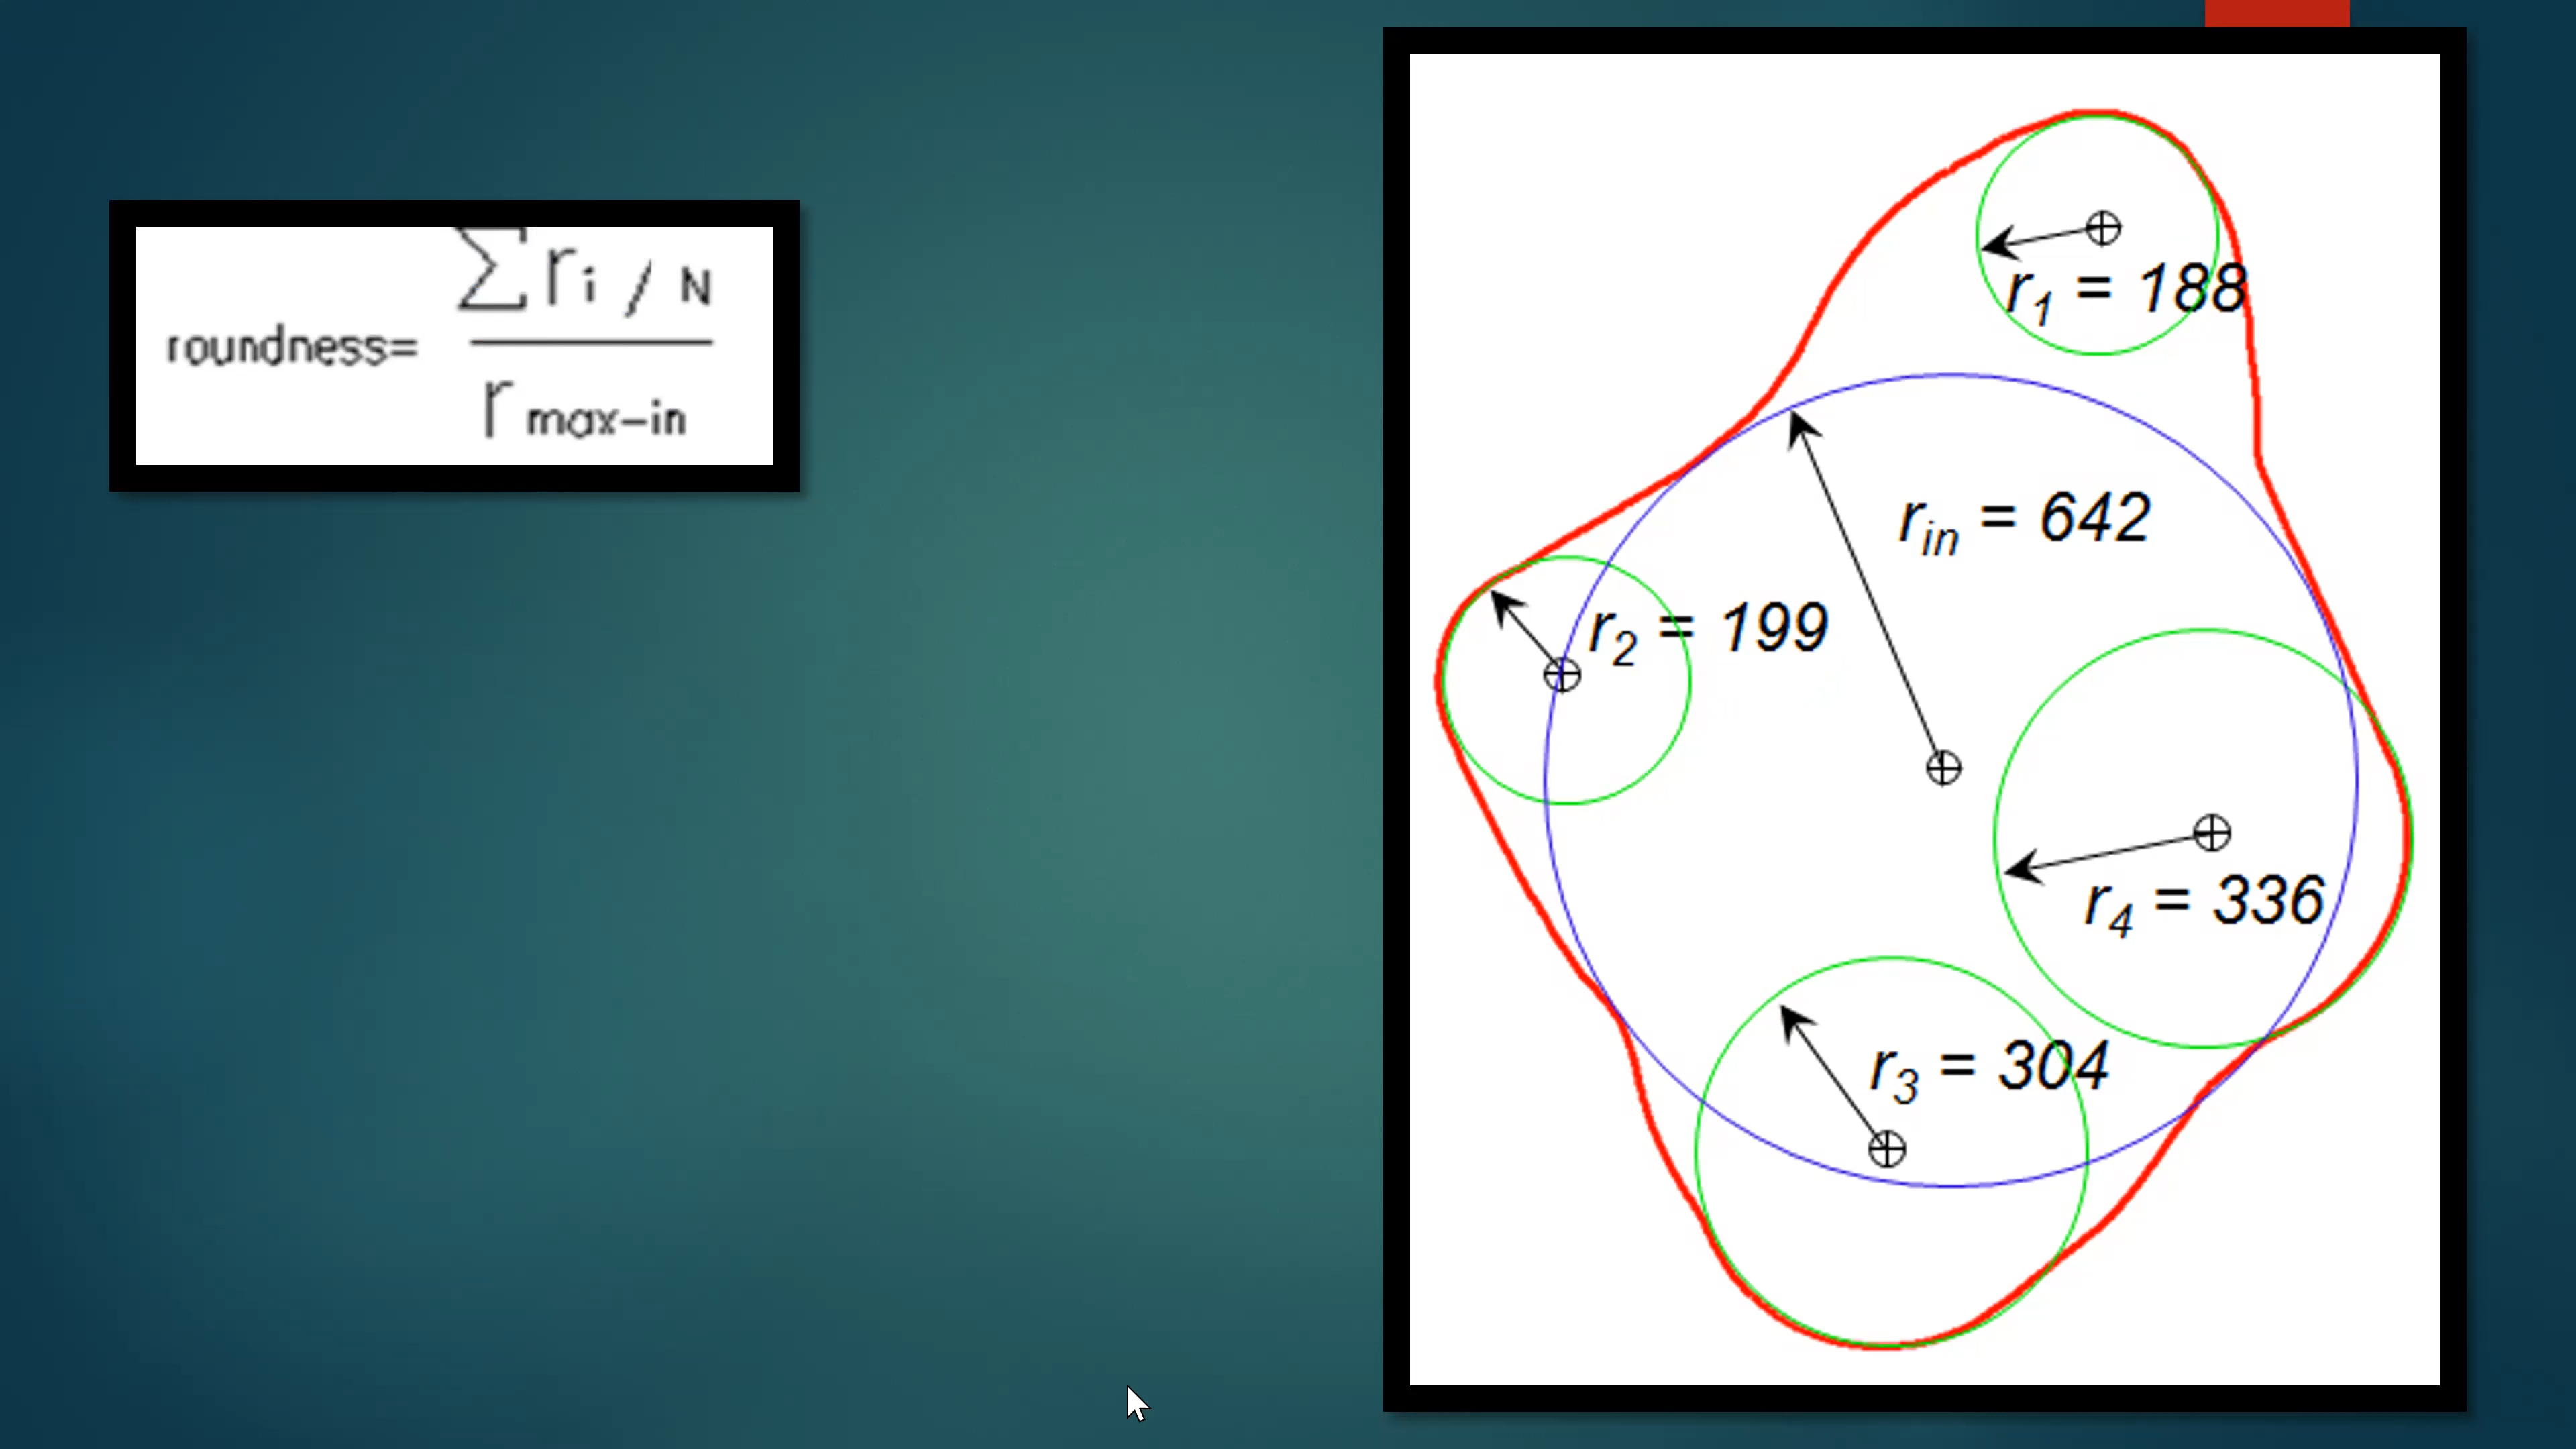 ∑ rᵢ / N
roundness=
r max-in
r₁ = 188
rᵢₙ = 642
r₂ = 199
r₄ = 336
r₃ = 304